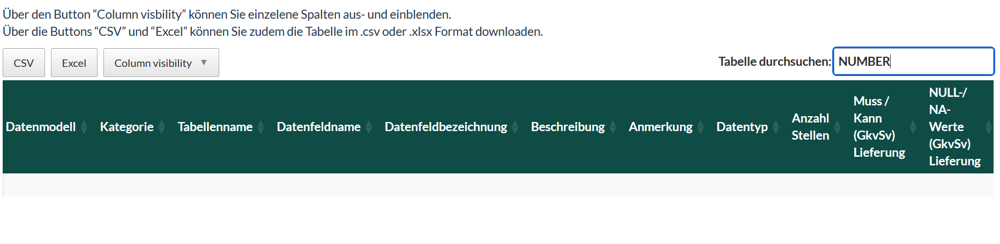 Über den Button “Column visbility” können Sie einzelene Spalten aus- und einblenden.
Über die Buttons “CSV” und “Excel” können Sie zudem die Tabelle im .csv oder .xlsx Format downloaden.
CSV Excel Column visibility ▼ Tabelle durchsuchen: NUMBER
Datenmodell Kategorie Tabellenname Datenfeldname Datenfeldbezeichnung Beschreibung Anmerkung Datentyp
Anzahl
Stellen
Muss /
Kann
(GkvSv)
Lieferung
NULL-/
NA-
Werte
(GkvSv)
Lieferung